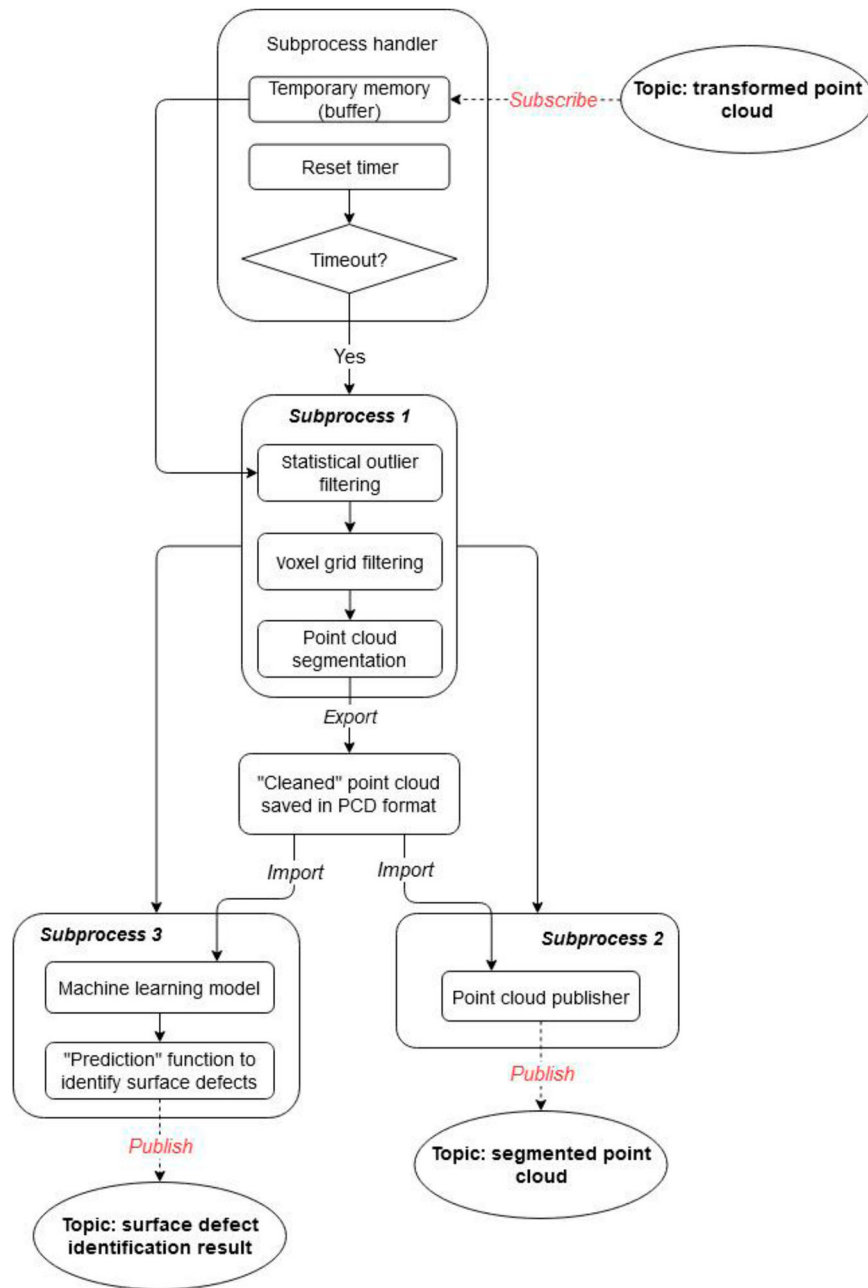 Subprocess handler
Temporary memory
(buffer)
Subscribe
Topic: transformed point
cloud
Reset timer
Timeout?
Yes
Subprocess 1
Statistical outlier
filtering
Voxel grid filtering
Point cloud
segmentation
Export
"Cleaned" point cloud
saved in PCD format
Import
Import
Subprocess 3
Machine learning model
"Prediction" function to
identify surface defects
Publish
Topic: surface defect
identification result
Subprocess 2
Point cloud publisher
Publish
Topic: segmented point
cloud